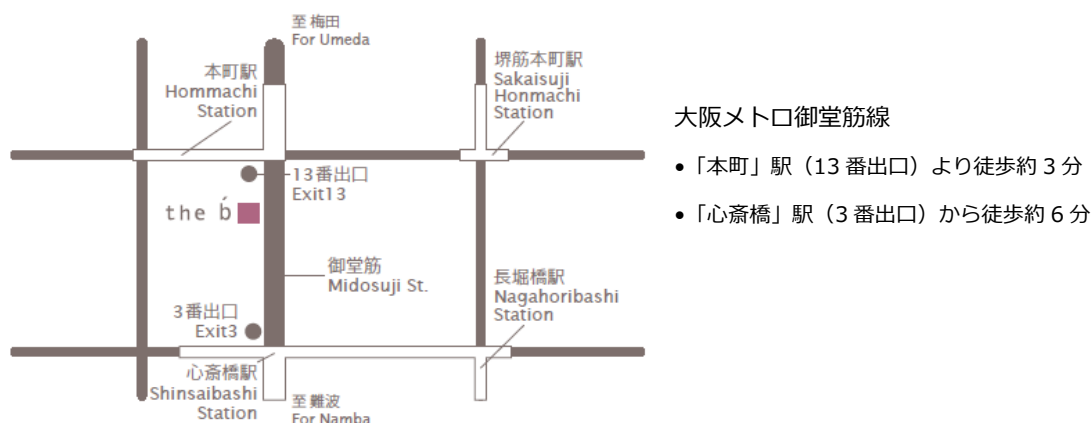 至 梅田
For Umeda
本町駅
Hommachi
Station
堺筋本町駅
Sakaisuji
Honmachi
Station
13番出口
Exit13
the b́
御堂筋
Midosuji St.
長堀橋駅
Nagahoribashi
Station
3番出口
Exit3
心斎橋駅
Shinsaibashi
Station
至 難波
For Namba
大阪メトロ御堂筋線
•「本町」駅（13 番出口）より徒歩約 3 分
•「心斎橋」駅（3 番出口）から徒歩約 6 分